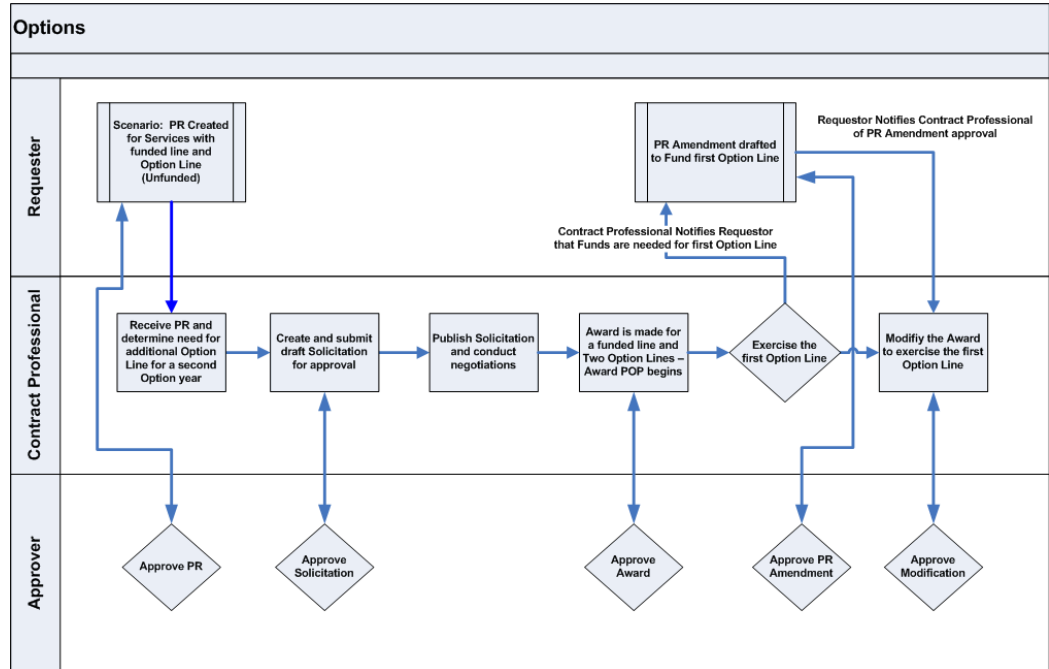 Options
Requester
Scenario:  PR Created
for Services with
funded line and
Option Line
(Unfunded)
PR Amendment drafted
to Fund first Option Line
Requestor Notifies Contract Professional
of PR Amendment approval
Contract Professional Notifies Requestor
that Funds are needed for first Option Line
Contract Professional
Receive PR and
determine need for
additional Option
Line for a second
Option year
Create and submit
draft Solicitation
for approval
Publish Solicitation
and conduct
negotiations
Award is made for
a funded line and
Two Option Lines –
Award POP begins
Exercise the
first Option Line
Modifiy the Award
to exercise the first
Option Line
Approver
Approve PR
Approve
Solicitation
Approve
Award
Approve PR
Amendment
Approve
Modification